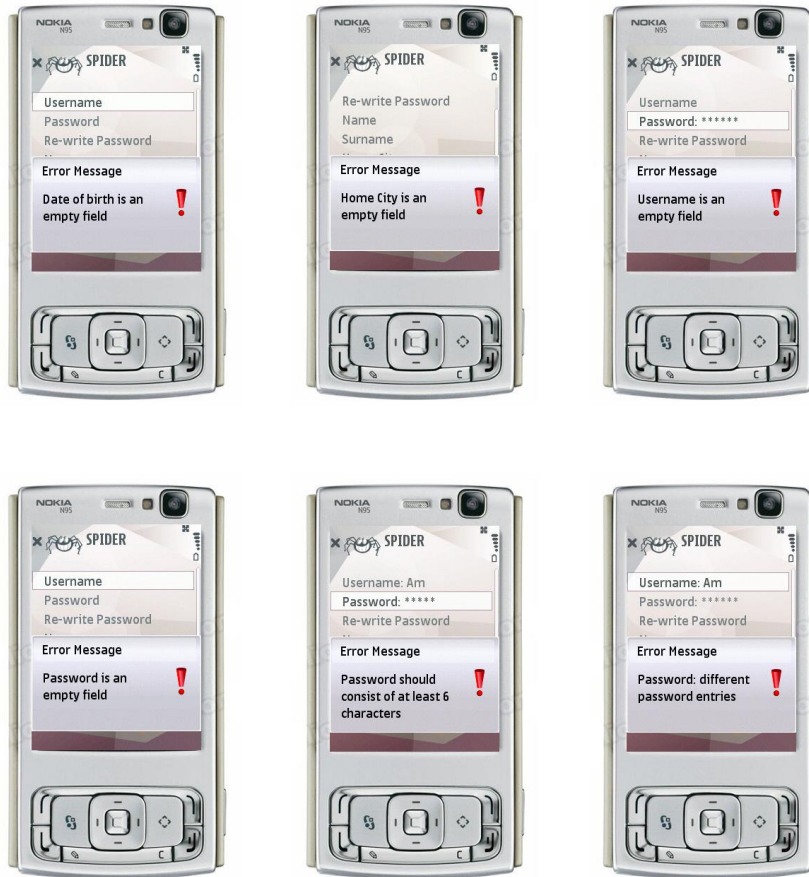 NOKIA
N95
SPIDER
Username
Password
Re-write Password
Error Message
Date of birth is an
empty field
C
NOKIA
N95
SPIDER
Re-write Password
Name
Surname
Error Message
Home City is an
empty field
C
NOKIA
N95
SPIDER
Username
Password: ******
Re-write Password
Error Message
Username is an
empty field
C
NOKIA
N95
SPIDER
Username
Password
Re-write Password
Error Message
Password is an
empty field
C
NOKIA
N95
SPIDER
Username: Am
Password: *****
Re-write Password
Error Message
Password should
consist of at least 6
characters
C
NOKIA
N95
SPIDER
Username: Am
Password: ******
Re-write Password
Error Message
Password: different
password entries
C